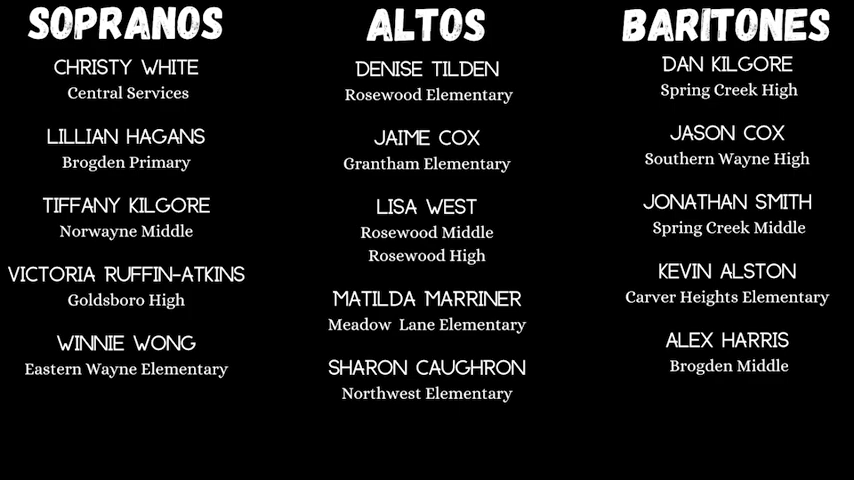 SOPRANOS
CHRISTY WHITE
Central Services
LILLIAN HAGANS
Brogden Primary
TIFFANY KILGORE
Norwayne Middle
VICTORIA RUFFIN-ATKINS
Goldsboro High
WINNIE WONG
Eastern Wayne Elementary
ALTOS
DENISE TILDEN
Rosewood Elementary
JAIME COX
Grantham Elementary
LISA WEST
Rosewood Middle
Rosewood High
MATILDA MARRINER
Meadow Lane Elementary
SHARON CAUGHRON
Northwest Elementary
BARITONES
DAN KILGORE
Spring Creek High
JASON COX
Southern Wayne High
JONATHAN SMITH
Spring Creek Middle
KEVIN ALSTON
Carver Heights Elementary
ALEX HARRIS
Brogden Middle